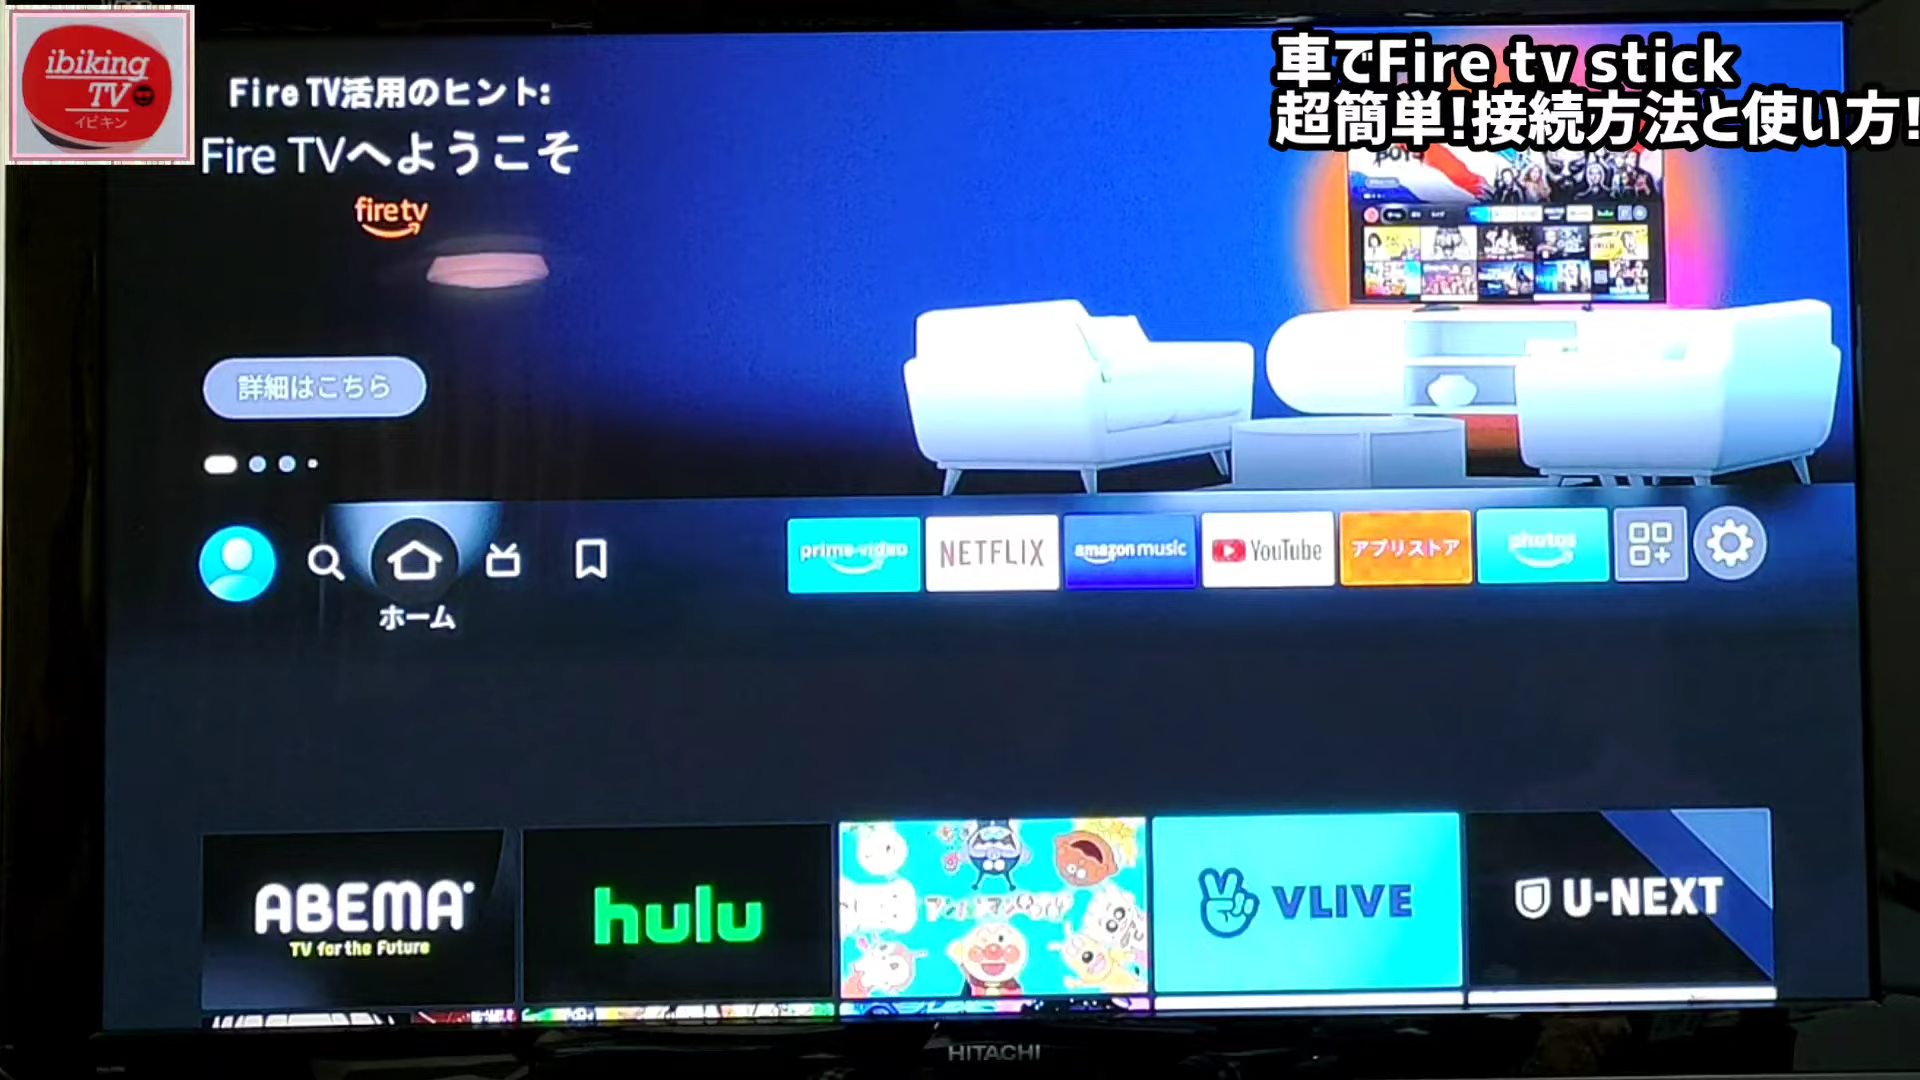 ibiking
TV
イビキン
車でFire tv stick
超簡単!接続方法と使い方!
Fire TV活用のヒント:
Fire TVへようこそ
firetv
詳細はこちら
ホーム
prime video
NETFLIX
amazon music
YouTube
アプリストア
photos
ABEMA
TV for the Future
hulu
VLIVE
U-NEXT
HITACHI